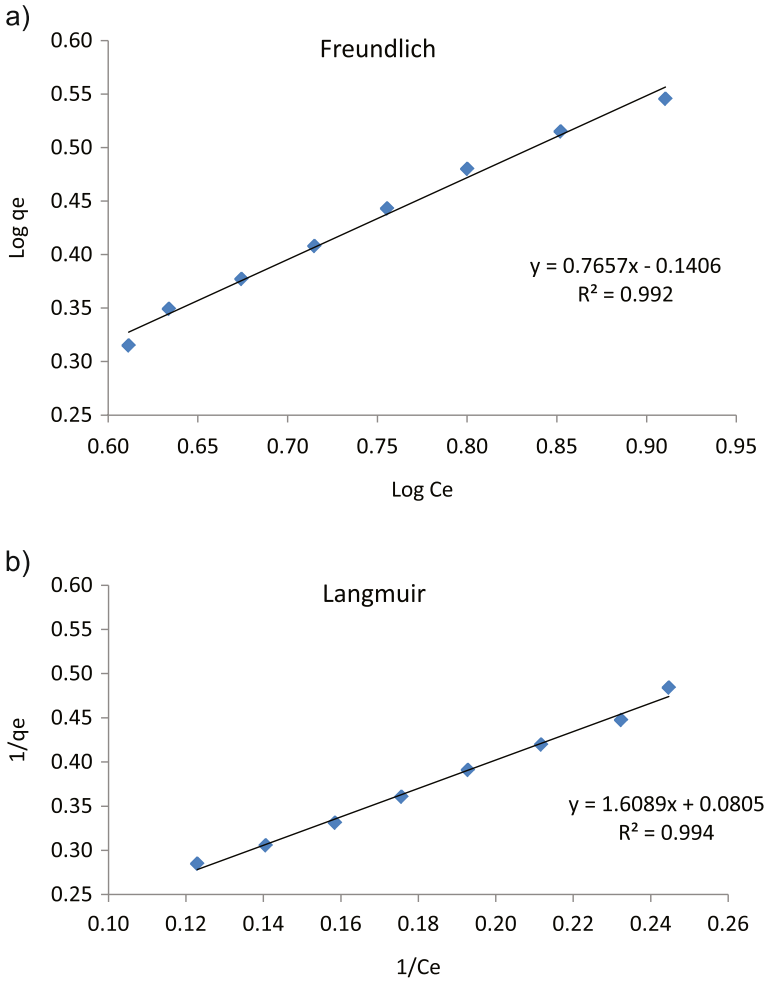 a)
Freundlich
0.60
0.55
0.50
0.45
0.40
0.35
0.30
0.25
Log qe
y = 0.7657x - 0.1406
R² = 0.992
0.60 0.65 0.70 0.75 0.80 0.85 0.90 0.95
Log Ce
b)
Langmuir
0.60
0.55
0.50
0.45
0.40
0.35
0.30
0.25
1/qe
y = 1.6089x + 0.0805
R² = 0.994
0.10 0.12 0.14 0.16 0.18 0.20 0.22 0.24 0.26
1/Ce